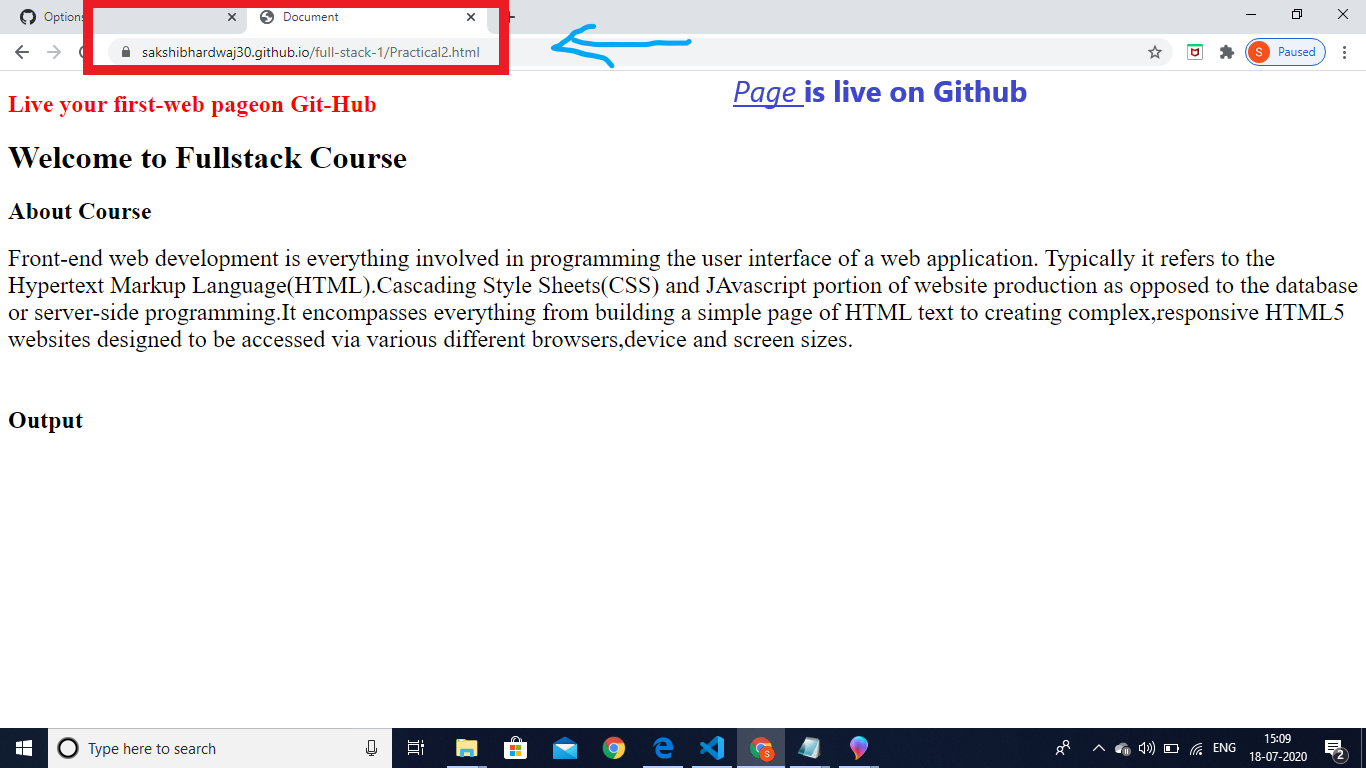 Options
Document
sakshibhardwaj30.github.io/full-stack-1/Practical2.html
S Paused
Page is live on Github
Live your first-web pageon Git-Hub
Welcome to Fullstack Course
About Course
Front-end web development is everything involved in programming the user interface of a web application. Typically it refers to the
Hypertext Markup Language(HTML).Cascading Style Sheets(CSS) and JAvascript portion of website production as opposed to the database
or server-side programming.It encompasses everything from building a simple page of HTML text to creating complex,responsive HTML5
websites designed to be accessed via various different browsers,device and screen sizes.
Output
Type here to search
S
ENG
15:09
18-07-2020
2